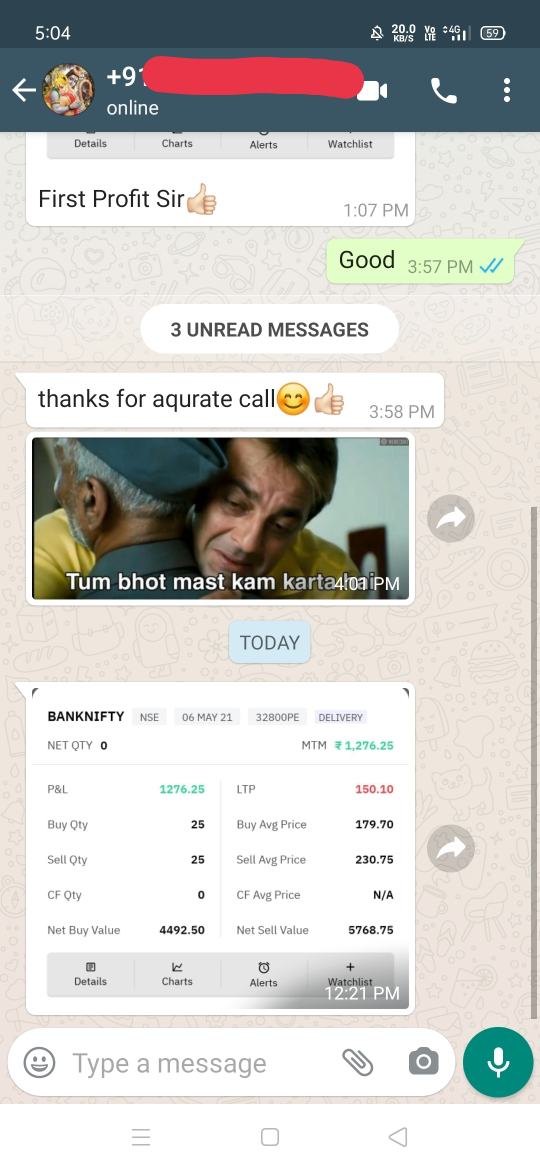 5:04
20.0
KB/S
Vo
LTE
4G
59
+91
online
Details Charts Alerts Watchlist
First Profit Sir👍🏻
1:07 PM
Good 3:57 PM
3 UNREAD MESSAGES
thanks for aqurate call😊👍🏻
3:58 PM
Tum bhot mast kam karta hai
4:01 PM
TODAY
BANKNIFTY NSE 06 MAY 21 32800PE DELIVERY
NET QTY 0 MTM ₹ 1,276.25
P&L 1276.25 LTP 150.10
Buy Qty 25 Buy Avg Price 179.70
Sell Qty 25 Sell Avg Price 230.75
CF Qty 0 CF Avg Price N/A
Net Buy Value 4492.50 Net Sell Value 5768.75
Details Charts Alerts Watchlist
12:21 PM
Type a message